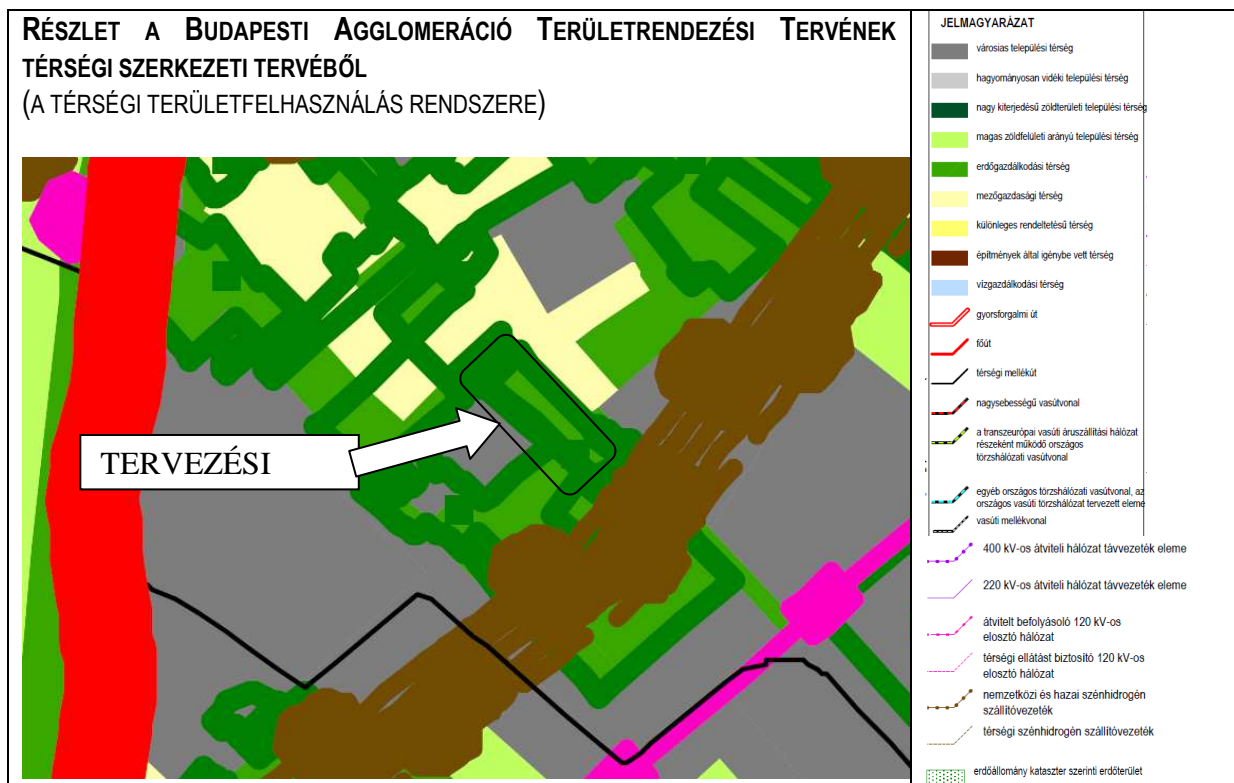 RÉSZLET A BUDAPESTI AGGLOMERÁCIÓ TERÜLETRENDEZÉSI TERVÉNEK
TÉRSÉGI SZERKEZETI TERVÉBŐL
(A TÉRSÉGI TERÜLETFELHASZNÁLÁS RENDSZERE)
TERVEZÉSI
JELMAGYARÁZAT
városias települési térség
hagyományosan vidéki települési térség
nagy kiterjedésű zöldterületi települési térség
magas zöldfelületi arányú települési térség
erdőgazdálkodási térség
mezőgazdasági térség
különleges rendeltetésű térség
építmények által igénybe vett térség
vízgazdálkodási térség
gyorsforgalmi út
főút
térségi mellékút
nagysebességű vasútvonal
a transzeurópai vasúti áruszállítási hálózat
részeként működő országos
törzshálózati vasútvonal
egyéb országos törzshálózati vasútvonal, az
országos vasúti törzshálózat tervezett eleme
vasúti mellékvonal
400 kV-os átviteli hálózat távvezeték eleme
220 kV-os átviteli hálózat távvezeték eleme
átvitelt befolyásoló 120 kV-os
elosztó hálózat
térségi ellátást biztosító 120 kV-os
elosztó hálózat
nemzetközi és hazai szénhidrogén
szállítóvezeték
térségi szénhidrogén szállítóvezeték
erdőállomány kataszter szerinti erdőterület